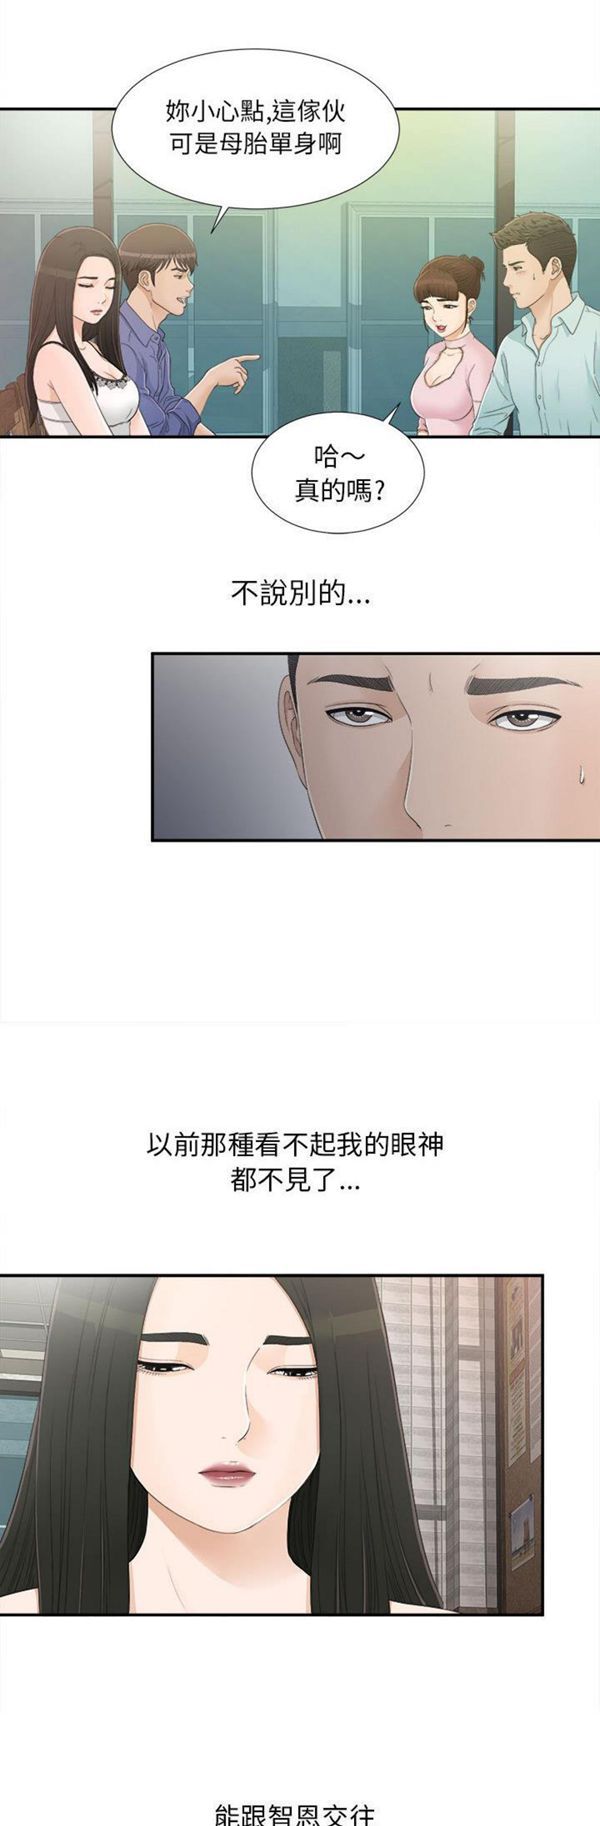 妳小心點,這傢伙
可是母胎單身啊
哈～
真的嗎?
不說別的...
以前那種看不起我的眼神
都不見了...
能跟智恩交往